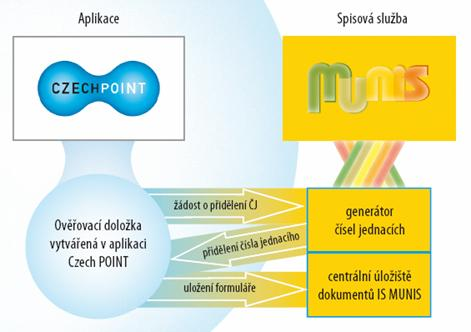 Aplikace
Spisová služba
CZECHPOINT
munis
žádost o přidělení ČJ
Ověřovací doložka
vytvářená v aplikaci
Czech POINT
přidělení čísla jednacího
uložení formuláře
generátor
čísel jednacích
centrální úložiště
dokumentů IS MUNIS